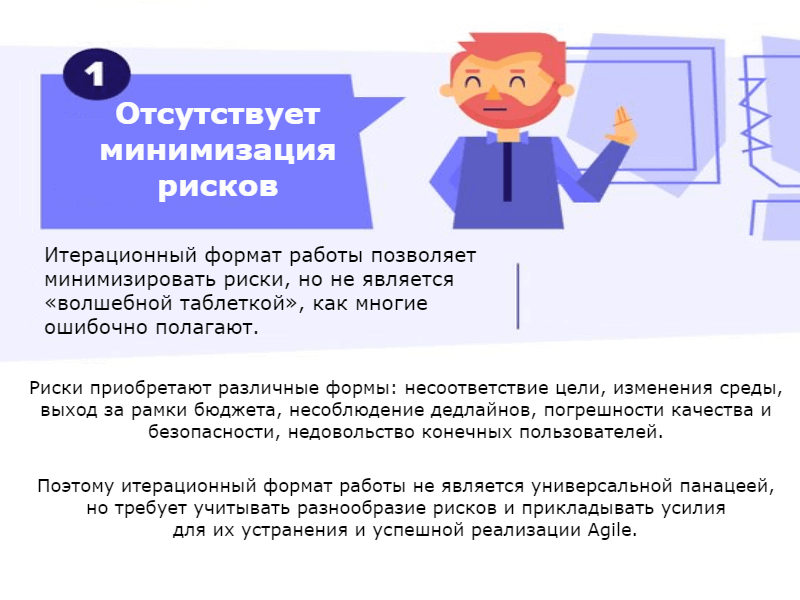 1
Отсутствует
минимизация
рисков
Итерационный формат работы позволяет
минимизировать риски, но не является
«волшебной таблеткой», как многие
ошибочно полагают.
Риски приобретают различные формы: несоответствие цели, изменения среды,
выход за рамки бюджета, несоблюдение дедлайнов, погрешности качества и
безопасности, недовольство конечных пользователей.
Поэтому итерационный формат работы не является универсальной панацеей,
но требует учитывать разнообразие рисков и прикладывать усилия
для их устранения и успешной реализации Agile.